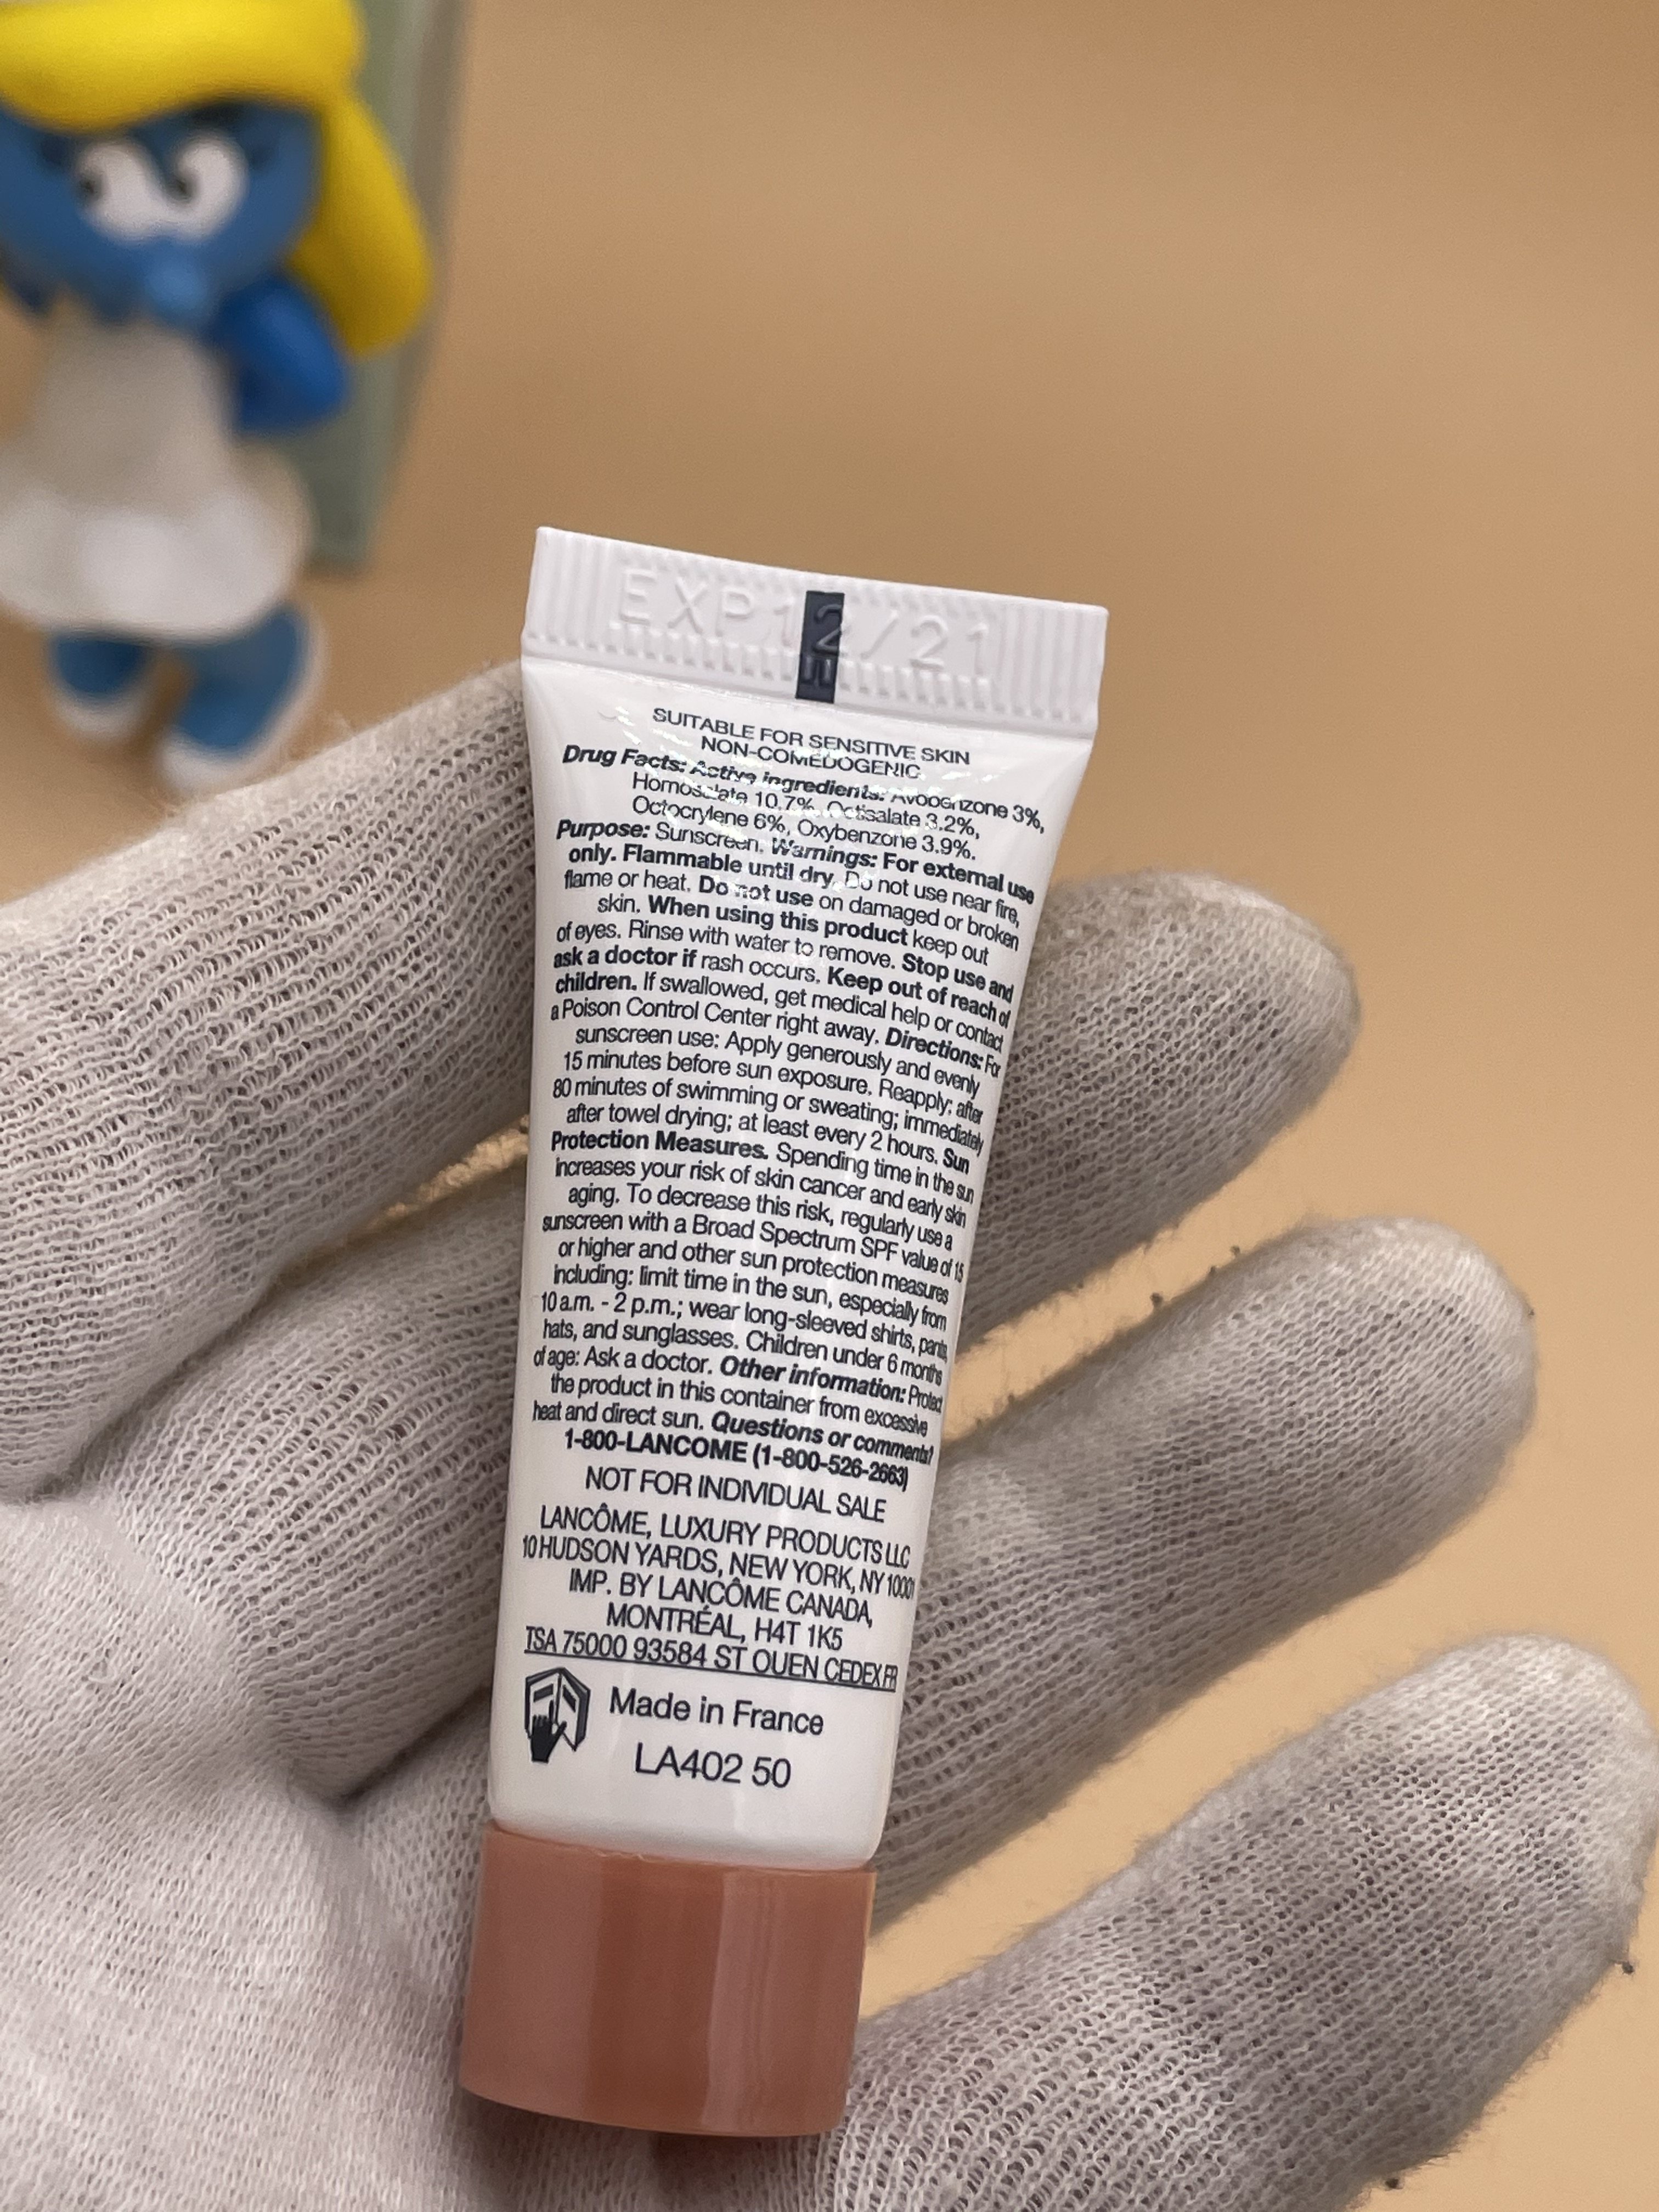 EXP12/21
SUITABLE FOR SENSITIVE SKIN
NON-COMEDOGENIC
Drug Facts: Active ingredients: Avobenzone 3%,
Homosalate 10.7%, Octisalate 3.2%,
Octocrylene 6%, Oxybenzone 3.9%.
Purpose: Sunscreen. Warnings: For external use
only. Flammable until dry. Do not use near fire,
flame or heat. Do not use on damaged or broken
skin. When using this product keep out
of eyes. Rinse with water to remove. Stop use and
ask a doctor if rash occurs. Keep out of reach of
children. If swallowed, get medical help or contact
a Poison Control Center right away. Directions: For
sunscreen use: Apply generously and evenly
15 minutes before sun exposure. Reapply: after
80 minutes of swimming or sweating; immediately
after towel drying; at least every 2 hours. Sun
Protection Measures. Spending time in the sun
increases your risk of skin cancer and early skin
aging. To decrease this risk, regularly use a
sunscreen with a Broad Spectrum SPF value of 15
or higher and other sun protection measures
including: limit time in the sun, especially from
10 a.m. - 2 p.m.; wear long-sleeved shirts, pants,
hats, and sunglasses. Children under 6 months
of age: Ask a doctor. Other information: Protect
the product in this container from excessive
heat and direct sun. Questions or comments?
1-800-LANCOME (1-800-526-2663)
NOT FOR INDIVIDUAL SALE
LANCÔME, LUXURY PRODUCTS LLC
10 HUDSON YARDS, NEW YORK, NY 10001
IMP. BY LANCÔME CANADA,
MONTRÉAL, H4T 1K5
TSA 75000 93584 ST OUEN CEDEX FR
Made in France
LA402 50